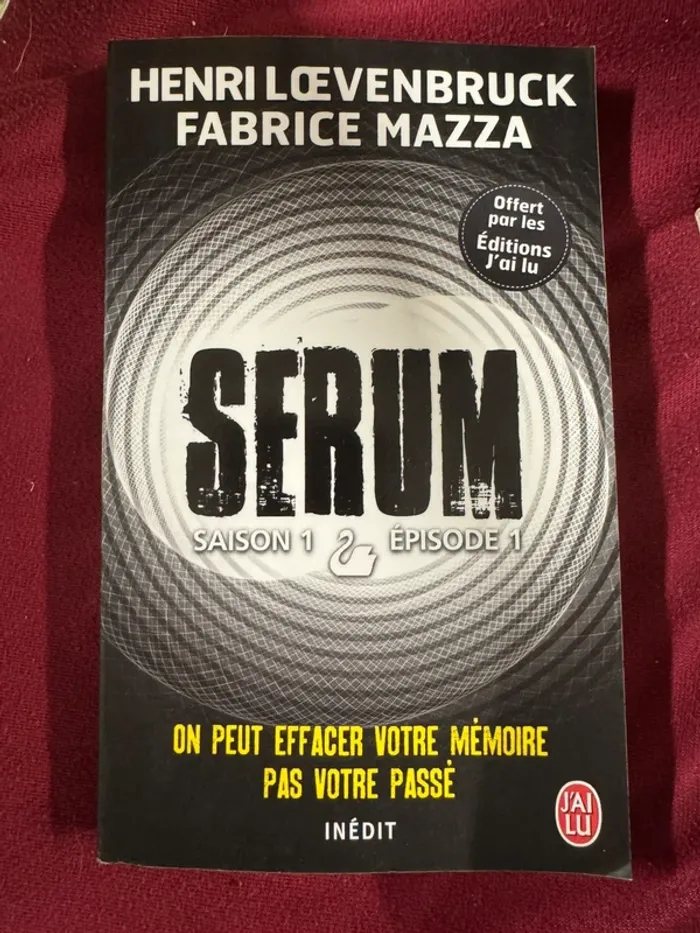 HENRI LŒVENBRUCK
FABRICE MAZZA
Offert
par les
Éditions
J'ai lu
SERUM
SAISON 1 ÉPISODE 1
ON PEUT EFFACER VOTRE MÉMOIRE
PAS VOTRE PASSÉ
INÉDIT
J'AI
LU